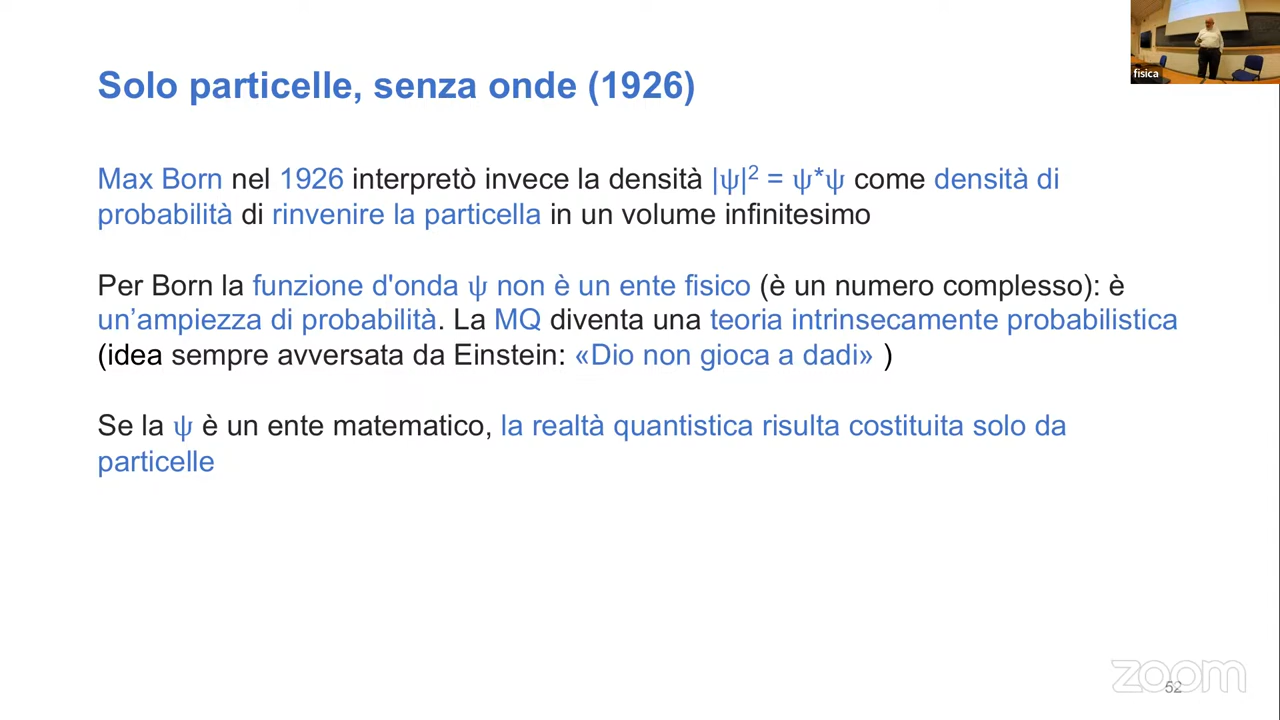 Solo particelle, senza onde (1926)
fisica
Max Born nel 1926 interpretò invece la densità |ψ|² = ψ*ψ come densità di
probabilità di rinvenire la particella in un volume infinitesimo
Per Born la funzione d'onda ψ non è un ente fisico (è un numero complesso): è
un’ampiezza di probabilità. La MQ diventa una teoria intrinsecamente probabilistica
(idea sempre avversata da Einstein: «Dio non gioca a dadi» )
Se la ψ è un ente matematico, la realtà quantistica risulta costituita solo da
particelle
zoom
52